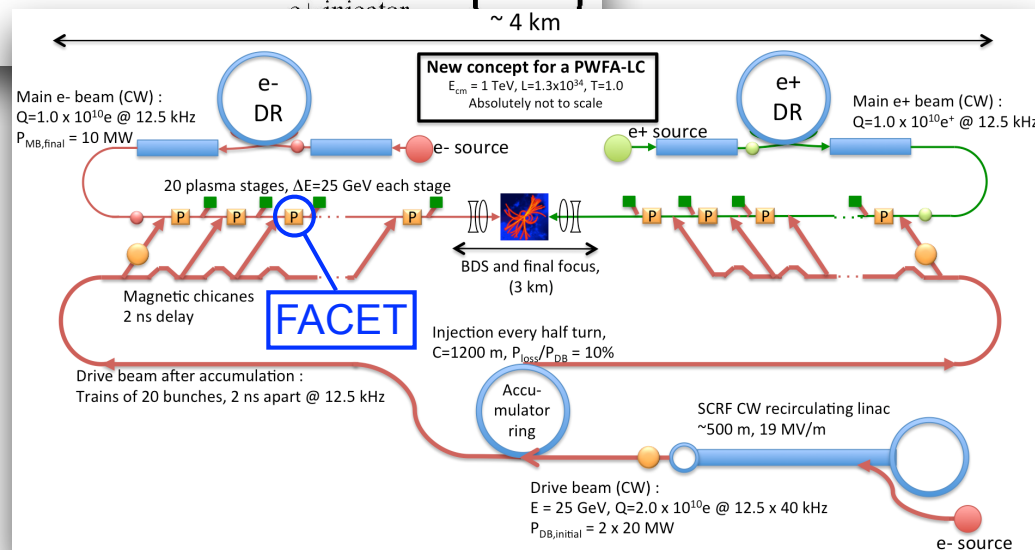 e+ injector
~ 4 km
New concept for a PWFA-LC
E_cm = 1 TeV, L=1.3x10^34, T=1.0
Absolutely not to scale
e-
DR
e+
DR
Main e- beam (CW) :
Q=1.0 x 10^10e @ 12.5 kHz
P_MB,final = 10 MW
Main e+ beam (CW) :
Q=1.0 x 10^10e^+ @ 12.5 kHz
e- source
e+ source
20 plasma stages, ΔE=25 GeV each stage
P
P
P
P
P
P
P
P
BDS and final focus,
(3 km)
Magnetic chicanes
2 ns delay
FACET
Injection every half turn,
C=1200 m, P_loss/P_DB = 10%
Drive beam after accumulation :
Trains of 20 bunches, 2 ns apart @ 12.5 kHz
Accu-
mulator
ring
SCRF CW recirculating linac
~500 m, 19 MV/m
Drive beam (CW) :
E = 25 GeV, Q=2.0 x 10^10e @ 12.5 x 40 kHz
P_DB,initial = 2 x 20 MW
e- source